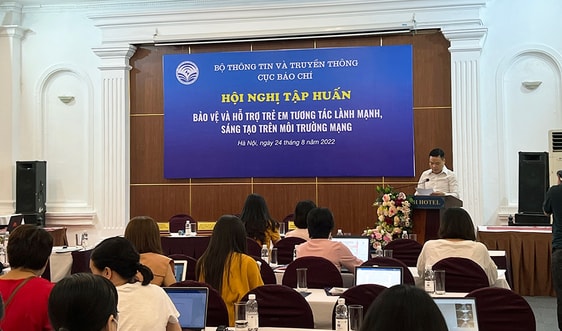 BỘ THÔNG TIN VÀ TRUYỀN THÔNG
CỤC BÁO CHÍ
HỘI NGHỊ TẬP HUẤN
BẢO VỆ VÀ HỖ TRỢ TRẺ EM TƯƠNG TÁC LÀNH MẠNH,
SÁNG TẠO TRÊN MÔI TRƯỜNG MẠNG
Hà Nội, ngày 24 tháng 8 năm 2022
HOTEL